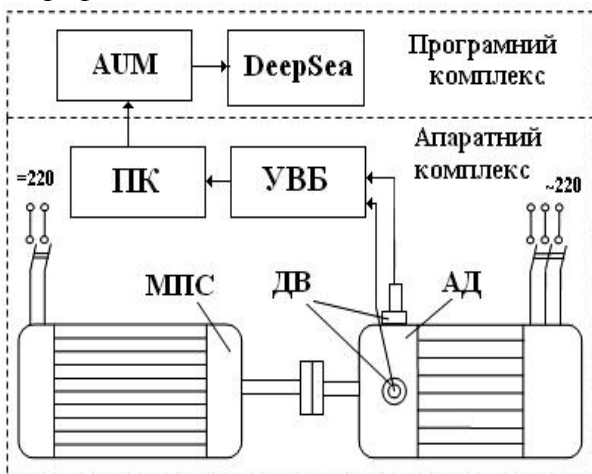 AUM
DeepSea
Програмний
комплекс
Апаратний
комплекс
=220
ПК
УВБ
~220
МПС
ДВ
АД